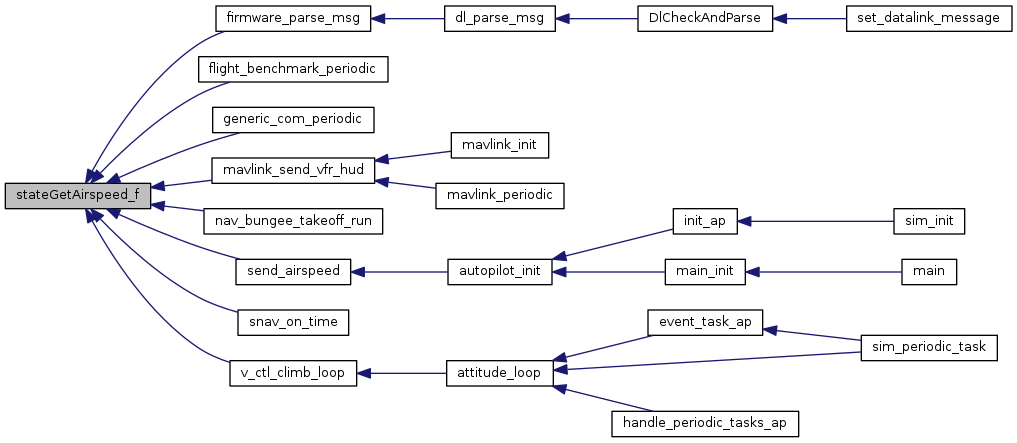 firmware_parse_msg
dl_parse_msg
DlCheckAndParse
set_datalink_message
flight_benchmark_periodic
generic_com_periodic
mavlink_init
mavlink_send_vfr_hud
stateGetAirspeed_f
mavlink_periodic
nav_bungee_takeoff_run
init_ap
sim_init
send_airspeed
autopilot_init
main_init
main
snav_on_time
event_task_ap
sim_periodic_task
v_ctl_climb_loop
attitude_loop
handle_periodic_tasks_ap